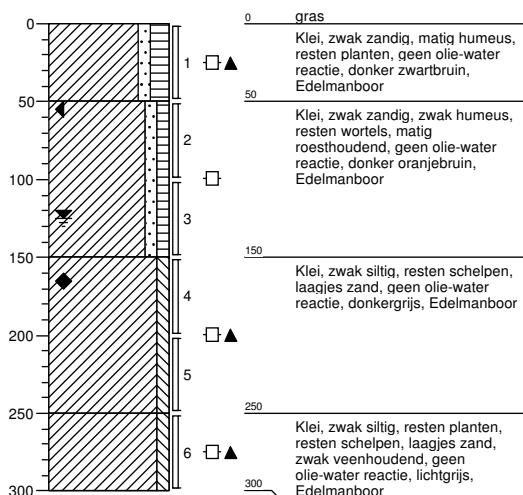 0
gras
0
Klei, zwak zandig, matig humeus,
resten planten, geen olie-water
reactie, donker zwartbruin,
Edelmanboor
1
50
50
Klei, zwak zandig, zwak humeus,
resten wortels, matig
roesthoudend, geen olie-water
reactie, donker oranjebruin,
Edelmanboor
2
100
3
150
150
Klei, zwak siltig, resten schelpen,
laagjes zand, geen olie-water
reactie, donkergrijs, Edelmanboor
4
200
5
250
250
Klei, zwak siltig, resten planten,
resten schelpen, laagjes zand,
zwak veenhoudend, geen
olie-water reactie, lichtgrijs,
Edelmanboor
6
300
300